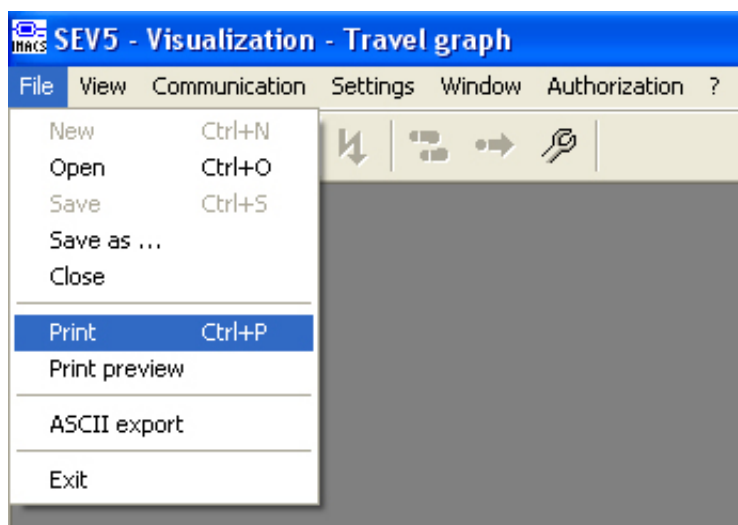 IMACS SEV5 - Visualization - Travel graph
File View Communication Settings Window Authorization ?
New Ctrl+N
Open Ctrl+O
Save Ctrl+S
Save as ...
Close
Print Ctrl+P
Print preview
ASCII export
Exit